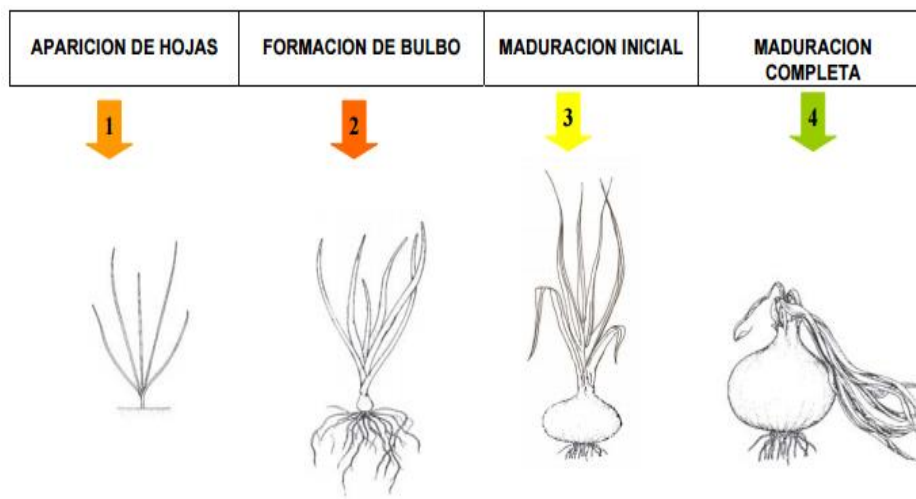 APARICION DE HOJAS
FORMACION DE BULBO
MADURACION INICIAL
MADURACION
COMPLETA
1
2
3
4